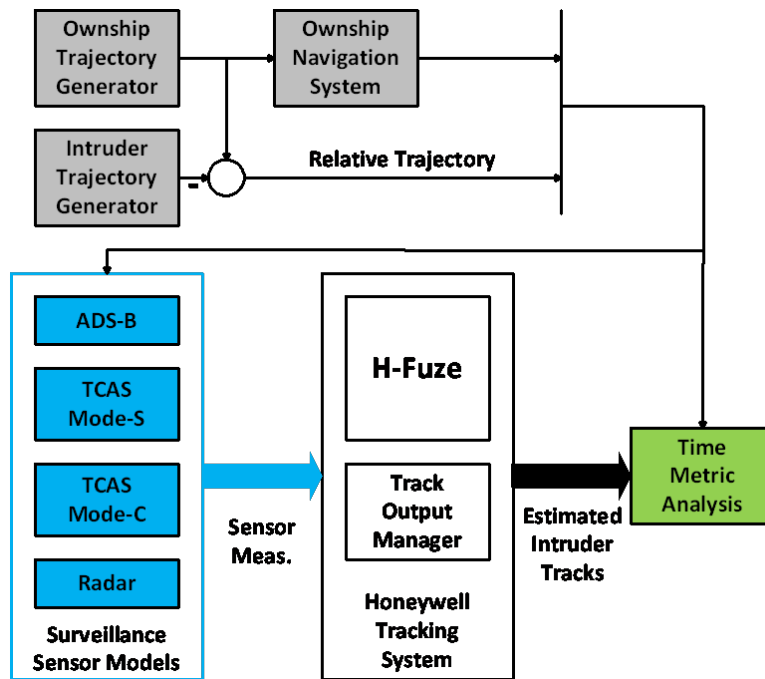 Ownship
Trajectory
Generator
Ownship
Navigation
System
Intruder
Trajectory
Generator
-
Relative Trajectory
ADS-B
TCAS
Mode-S
TCAS
Mode-C
Radar
Surveillance
Sensor Models
Sensor
Meas.
H-Fuze
Track
Output
Manager
Honeywell
Tracking
System
Estimated
Intruder
Tracks
Time
Metric
Analysis